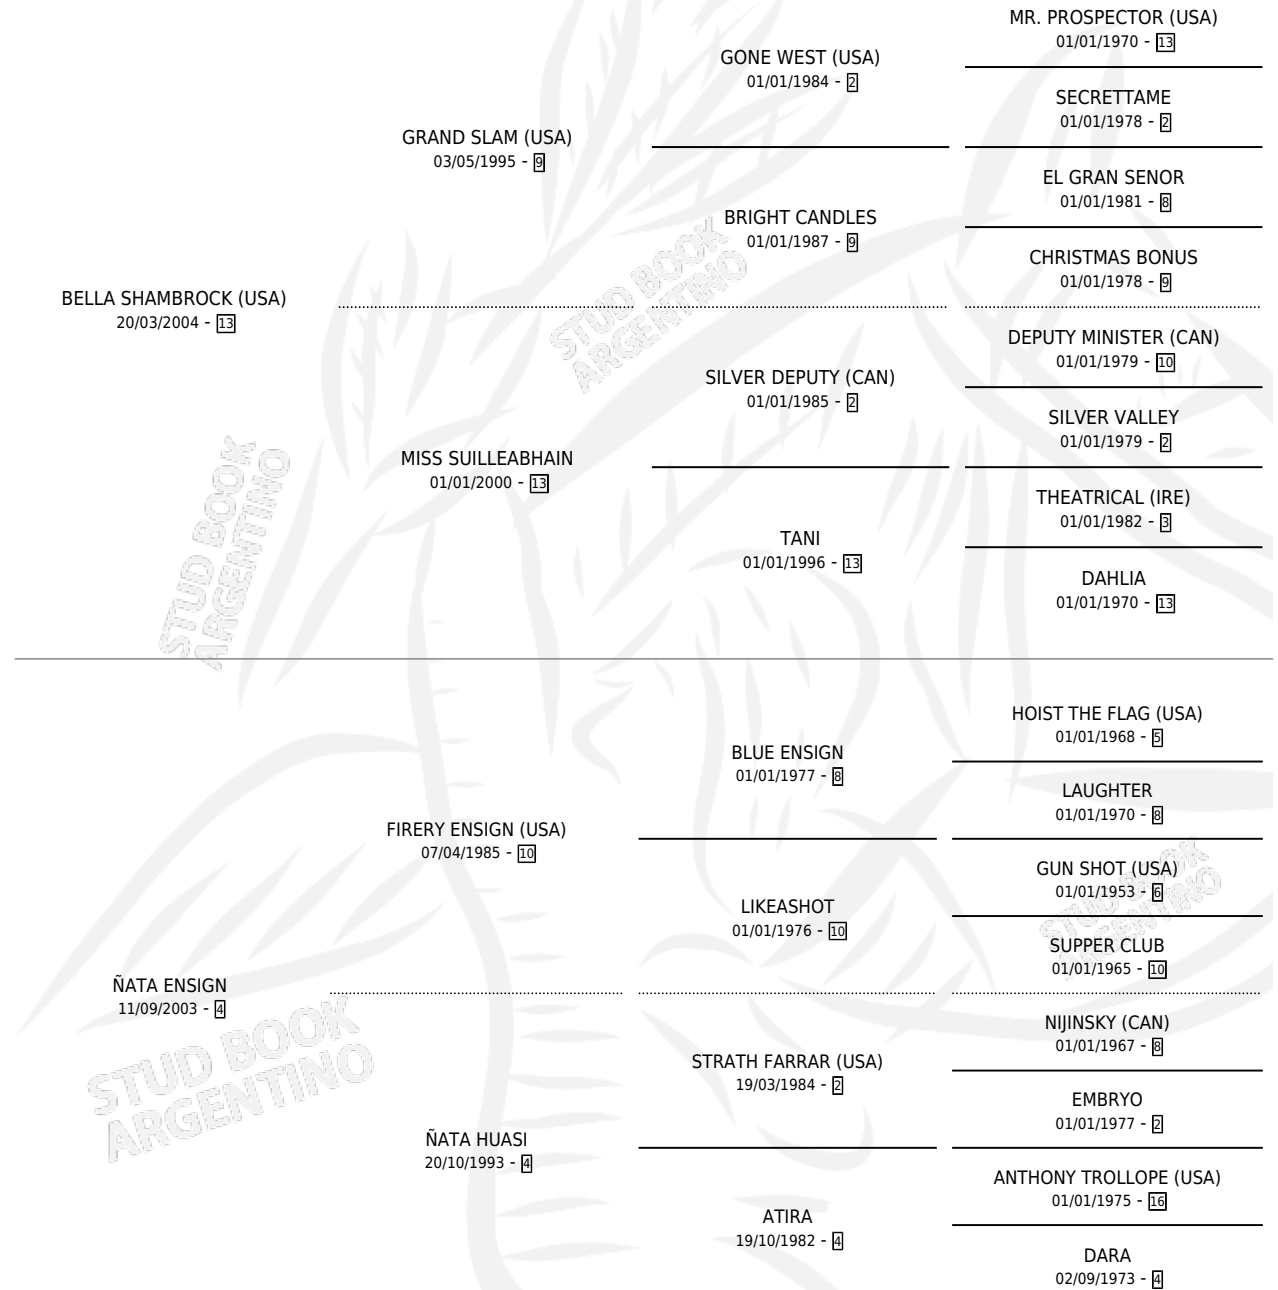 MR. PROSPECTOR (USA)
01/01/1970 - 13
GONE WEST (USA)
01/01/1984 - 2
SECRETTAME
01/01/1978 - 2
GRAND SLAM (USA)
03/05/1995 - 9
EL GRAN SENOR
01/01/1981 - 8
BRIGHT CANDLES
01/01/1987 - 9
CHRISTMAS BONUS
01/01/1978 - 9
BELLA SHAMBROCK (USA)
20/03/2004 - 13
DEPUTY MINISTER (CAN)
01/01/1979 - 10
SILVER DEPUTY (CAN)
01/01/1985 - 2
SILVER VALLEY
01/01/1979 - 2
MISS SUILLEABHAIN
01/01/2000 - 13
THEATRICAL (IRE)
01/01/1982 - 3
TANI
01/01/1996 - 13
DAHLIA
01/01/1970 - 13
HOIST THE FLAG (USA)
01/01/1968 - 5
BLUE ENSIGN
01/01/1977 - 8
LAUGHTER
01/01/1970 - 8
FIRERY ENSIGN (USA)
07/04/1985 - 10
GUN SHOT (USA)
01/01/1953 - 6
LIKEASHOT
01/01/1976 - 10
SUPPER CLUB
01/01/1965 - 10
ÑATA ENSIGN
11/09/2003 - 4
NIJINSKY (CAN)
01/01/1967 - 8
STRATH FARRAR (USA)
19/03/1984 - 2
EMBRYO
01/01/1977 - 2
ÑATA HUASI
20/10/1993 - 4
ANTHONY TROLLOPE (USA)
01/01/1975 - 16
ATIRA
19/10/1982 - 4
DARA
02/09/1973 - 4
STUD BOOK
ARGENTINO
STUD BOOK
ARGENTINO
STUD BOOK
ARGENTINO
STUD BOOK
ARGENTINO